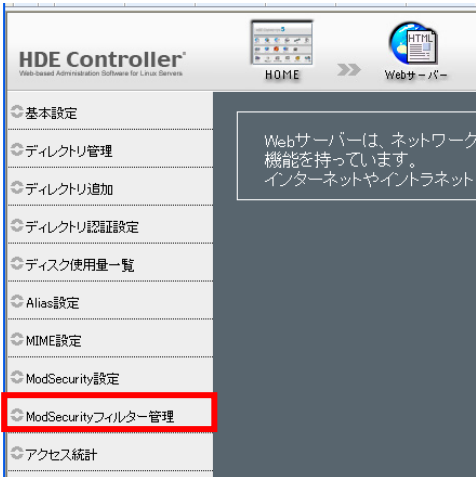 HDE Controller
Web-based Administration Software for Linux Servers
HOME
Webサーバー
HTML
基本設定
ディレクトリ管理
ディレクトリ追加
ディレクトリ認証設定
ディスク使用量一覧
Alias設定
MIME設定
ModSecurity設定
ModSecurityフィルター管理
アクセス統計
Webサーバーは、ネットワーク
機能を持っています。
インターネットやイントラネット